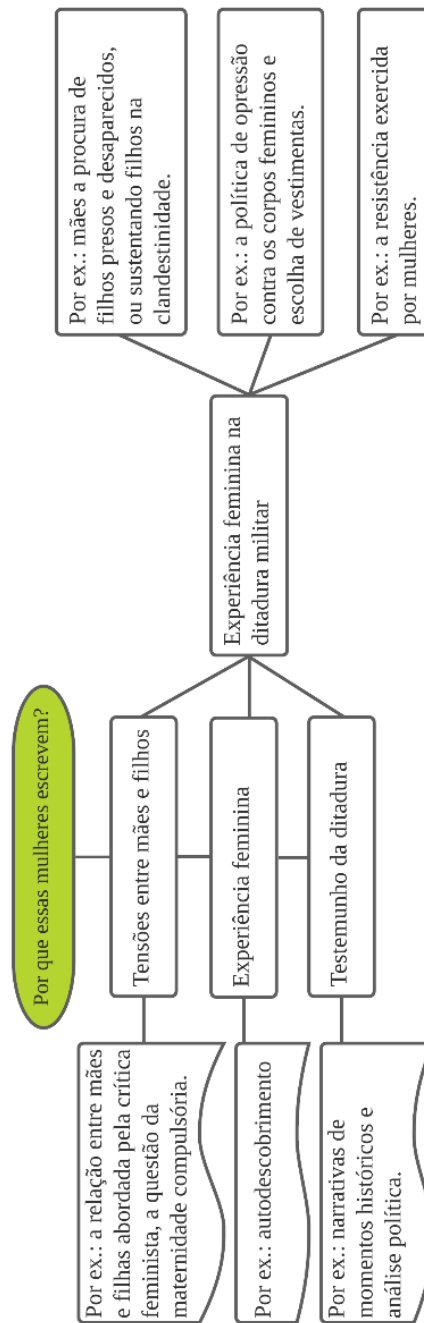 Por que essas mulheres escrevem?
Por ex.: a relação entre mães
e filhas abordada pela crítica
feminista, a questão da
maternidade compulsória.
Tensões entre mães e filhos
Por ex.: autodescobrimento
Experiência feminina
Por ex.: narrativas de
momentos históricos e
análise política.
Testemunho da ditadura
Experiência feminina na
ditadura militar
Por ex.: mães a procura de
filhos presos e desaparecidos,
ou sustentando filhos na
clandestinidade.
Por ex.: a política de opressão
contra os corpos femininos e
escolha de vestimentas.
Por ex.: a resistência exercida
por mulheres.